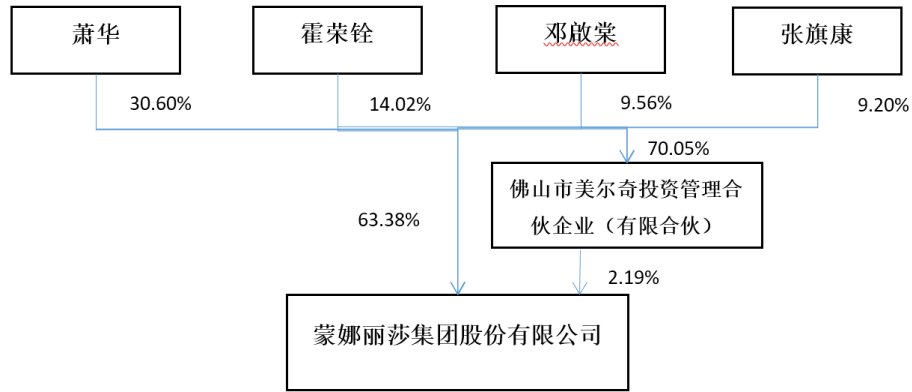 萧华
霍荣铨
邓啟棠
张旗康
30.60%
14.02%
9.56%
9.20%
70.05%
佛山市美尔奇投资管理合
伙企业（有限合伙）
63.38%
2.19%
蒙娜丽莎集团股份有限公司